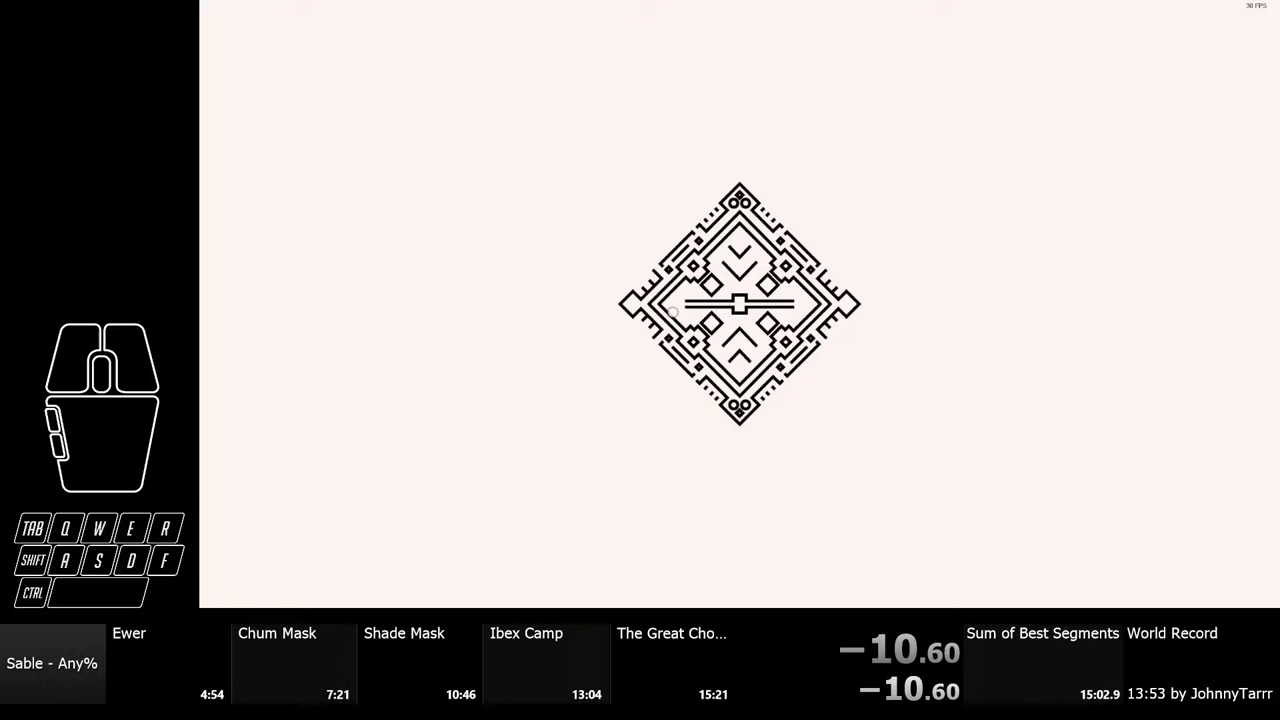 30 FPS
TAB Q W E R
SHIFT A S D F
CTRL
Sable - Any%
Ewer
4:54
Chum Mask
7:21
Shade Mask
10:46
Ibex Camp
13:04
The Great Cho...
15:21
−10.60
−10.60
Sum of Best Segments
15:02.9
World Record
13:53 by JohnnyTarrr